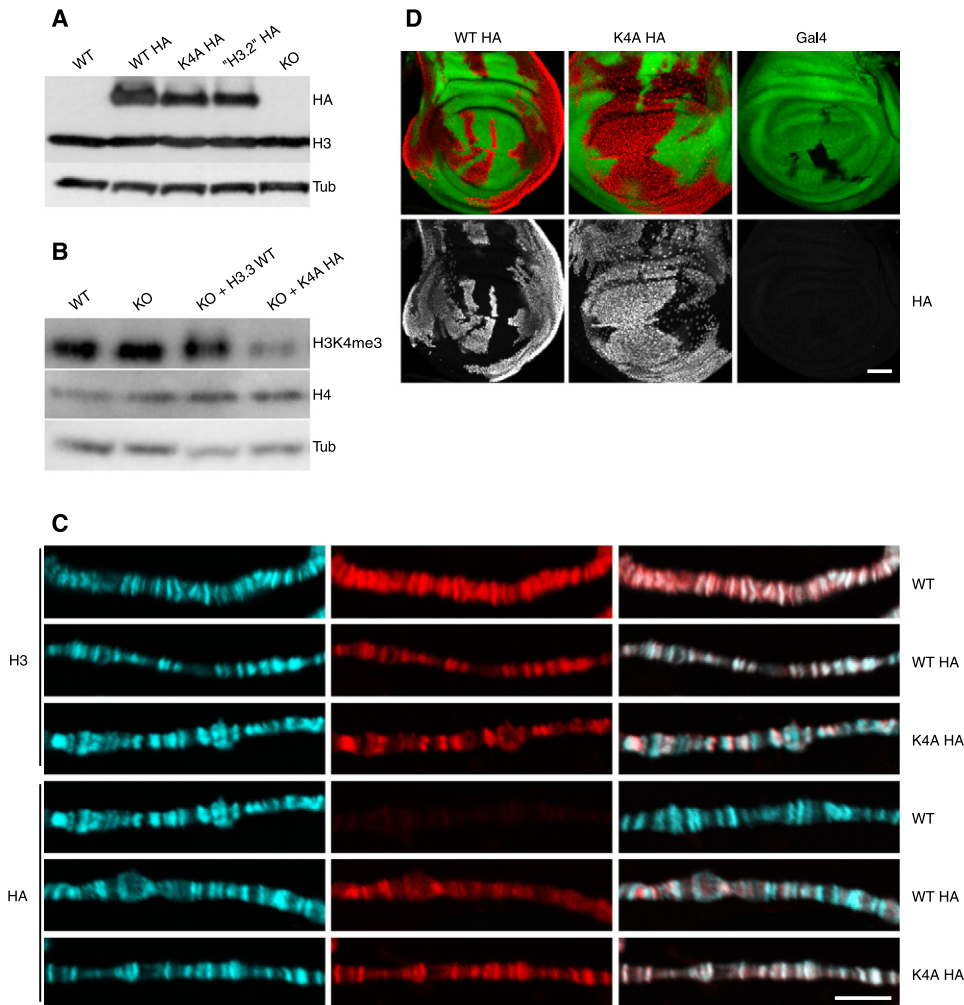 A
WT
WT HA
K4A HA
"H3.2" HA
KO
HA
H3
Tub
B
WT
KO
KO + H3.3 WT
KO + K4A HA
H3K4me3
H4
Tub
D
WT HA
K4A HA
Gal4
HA
C
H3
WT
WT HA
K4A HA
HA
WT
WT HA
K4A HA